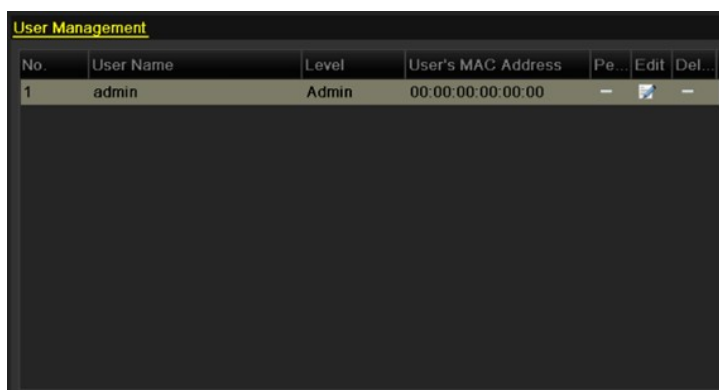 User Management
No. User Name Level User's MAC Address Pe... Edit Del...
1 admin Admin 00:00:00:00:00:00 – –